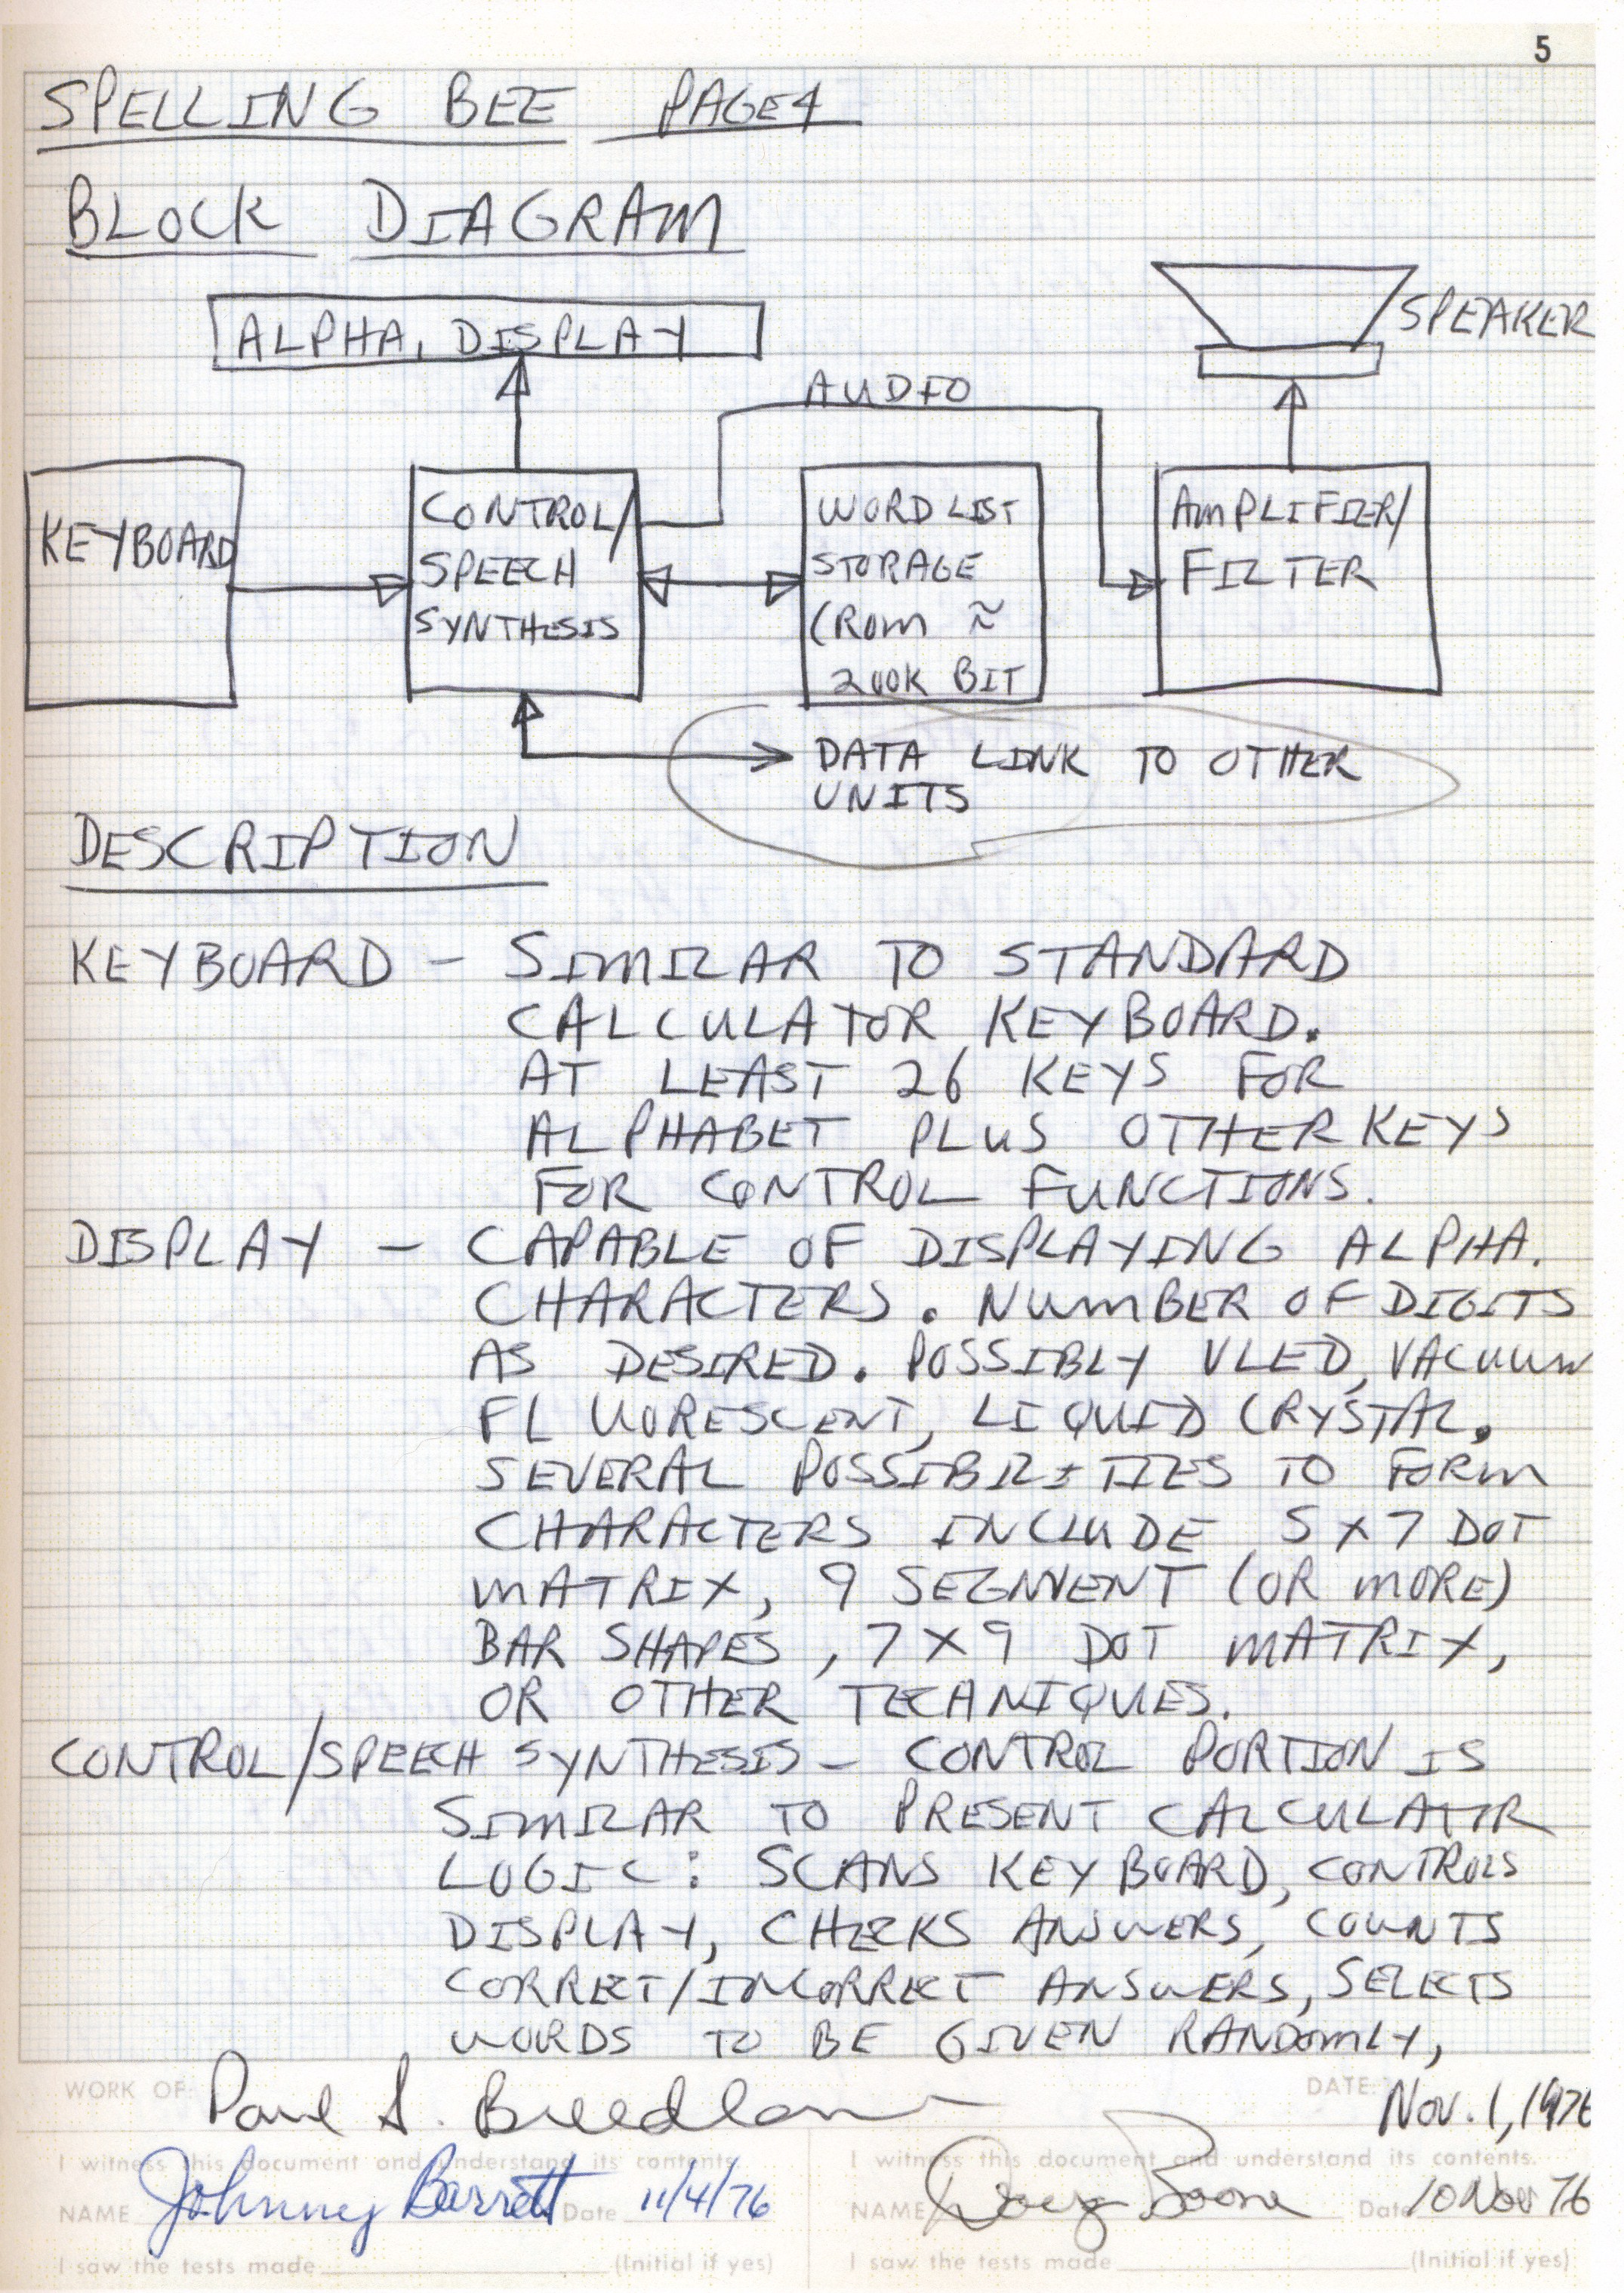 5
SPELLING BEE PAGE 4
BLOCK DIAGRAM
ALPHA. DISPLAY
SPEAKER
AUDIO
KEYBOARD
CONTROL/
SPEECH
SYNTHESIS
WORD LIST
STORAGE
(ROM ≈
200K BIT
AMPLIFIER/
FILTER
DATA LINK TO OTHER
UNITS
DESCRIPTION
KEYBOARD – SIMILAR TO STANDARD
CALCULATOR KEYBOARD.
AT LEAST 26 KEYS FOR
ALPHABET PLUS OTHER KEYS
FOR CONTROL FUNCTIONS.
DISPLAY – CAPABLE OF DISPLAYING ALPHA.
CHARACTERS. NUMBER OF DIGITS
AS DESIRED. POSSIBLY VLED, VACUUM
FLUORESCENT, LIQUID CRYSTAL.
SEVERAL POSSIBILITIES TO FORM
CHARACTERS INCLUDE 5 X 7 DOT
MATRIX, 9 SEGMENT (OR MORE)
BAR SHAPES, 7 X 9 DOT MATRIX,
OR OTHER TECHNIQUES.
CONTROL/SPEECH SYNTHESIS – CONTROL PORTION IS
SIMILAR TO PRESENT CALCULATOR
LOGIC: SCANS KEYBOARD, CONTROLS
DISPLAY, CHECKS ANSWERS, COUNTS
CORRECT/INCORRECT ANSWERS, SELECTS
WORDS TO BE GIVEN RANDOMLY,
WORK OF: Paul S. Breedlove DATE: Nov. 1, 1976
I witness this document and understand its contents.
NAME Johnny Barrett Date 11/4/76
I saw the tests made (Initial if yes)
I witness this document and understand its contents.
NAME Doug Boone Date 10 Nov 76
I saw the tests made (Initial if yes)